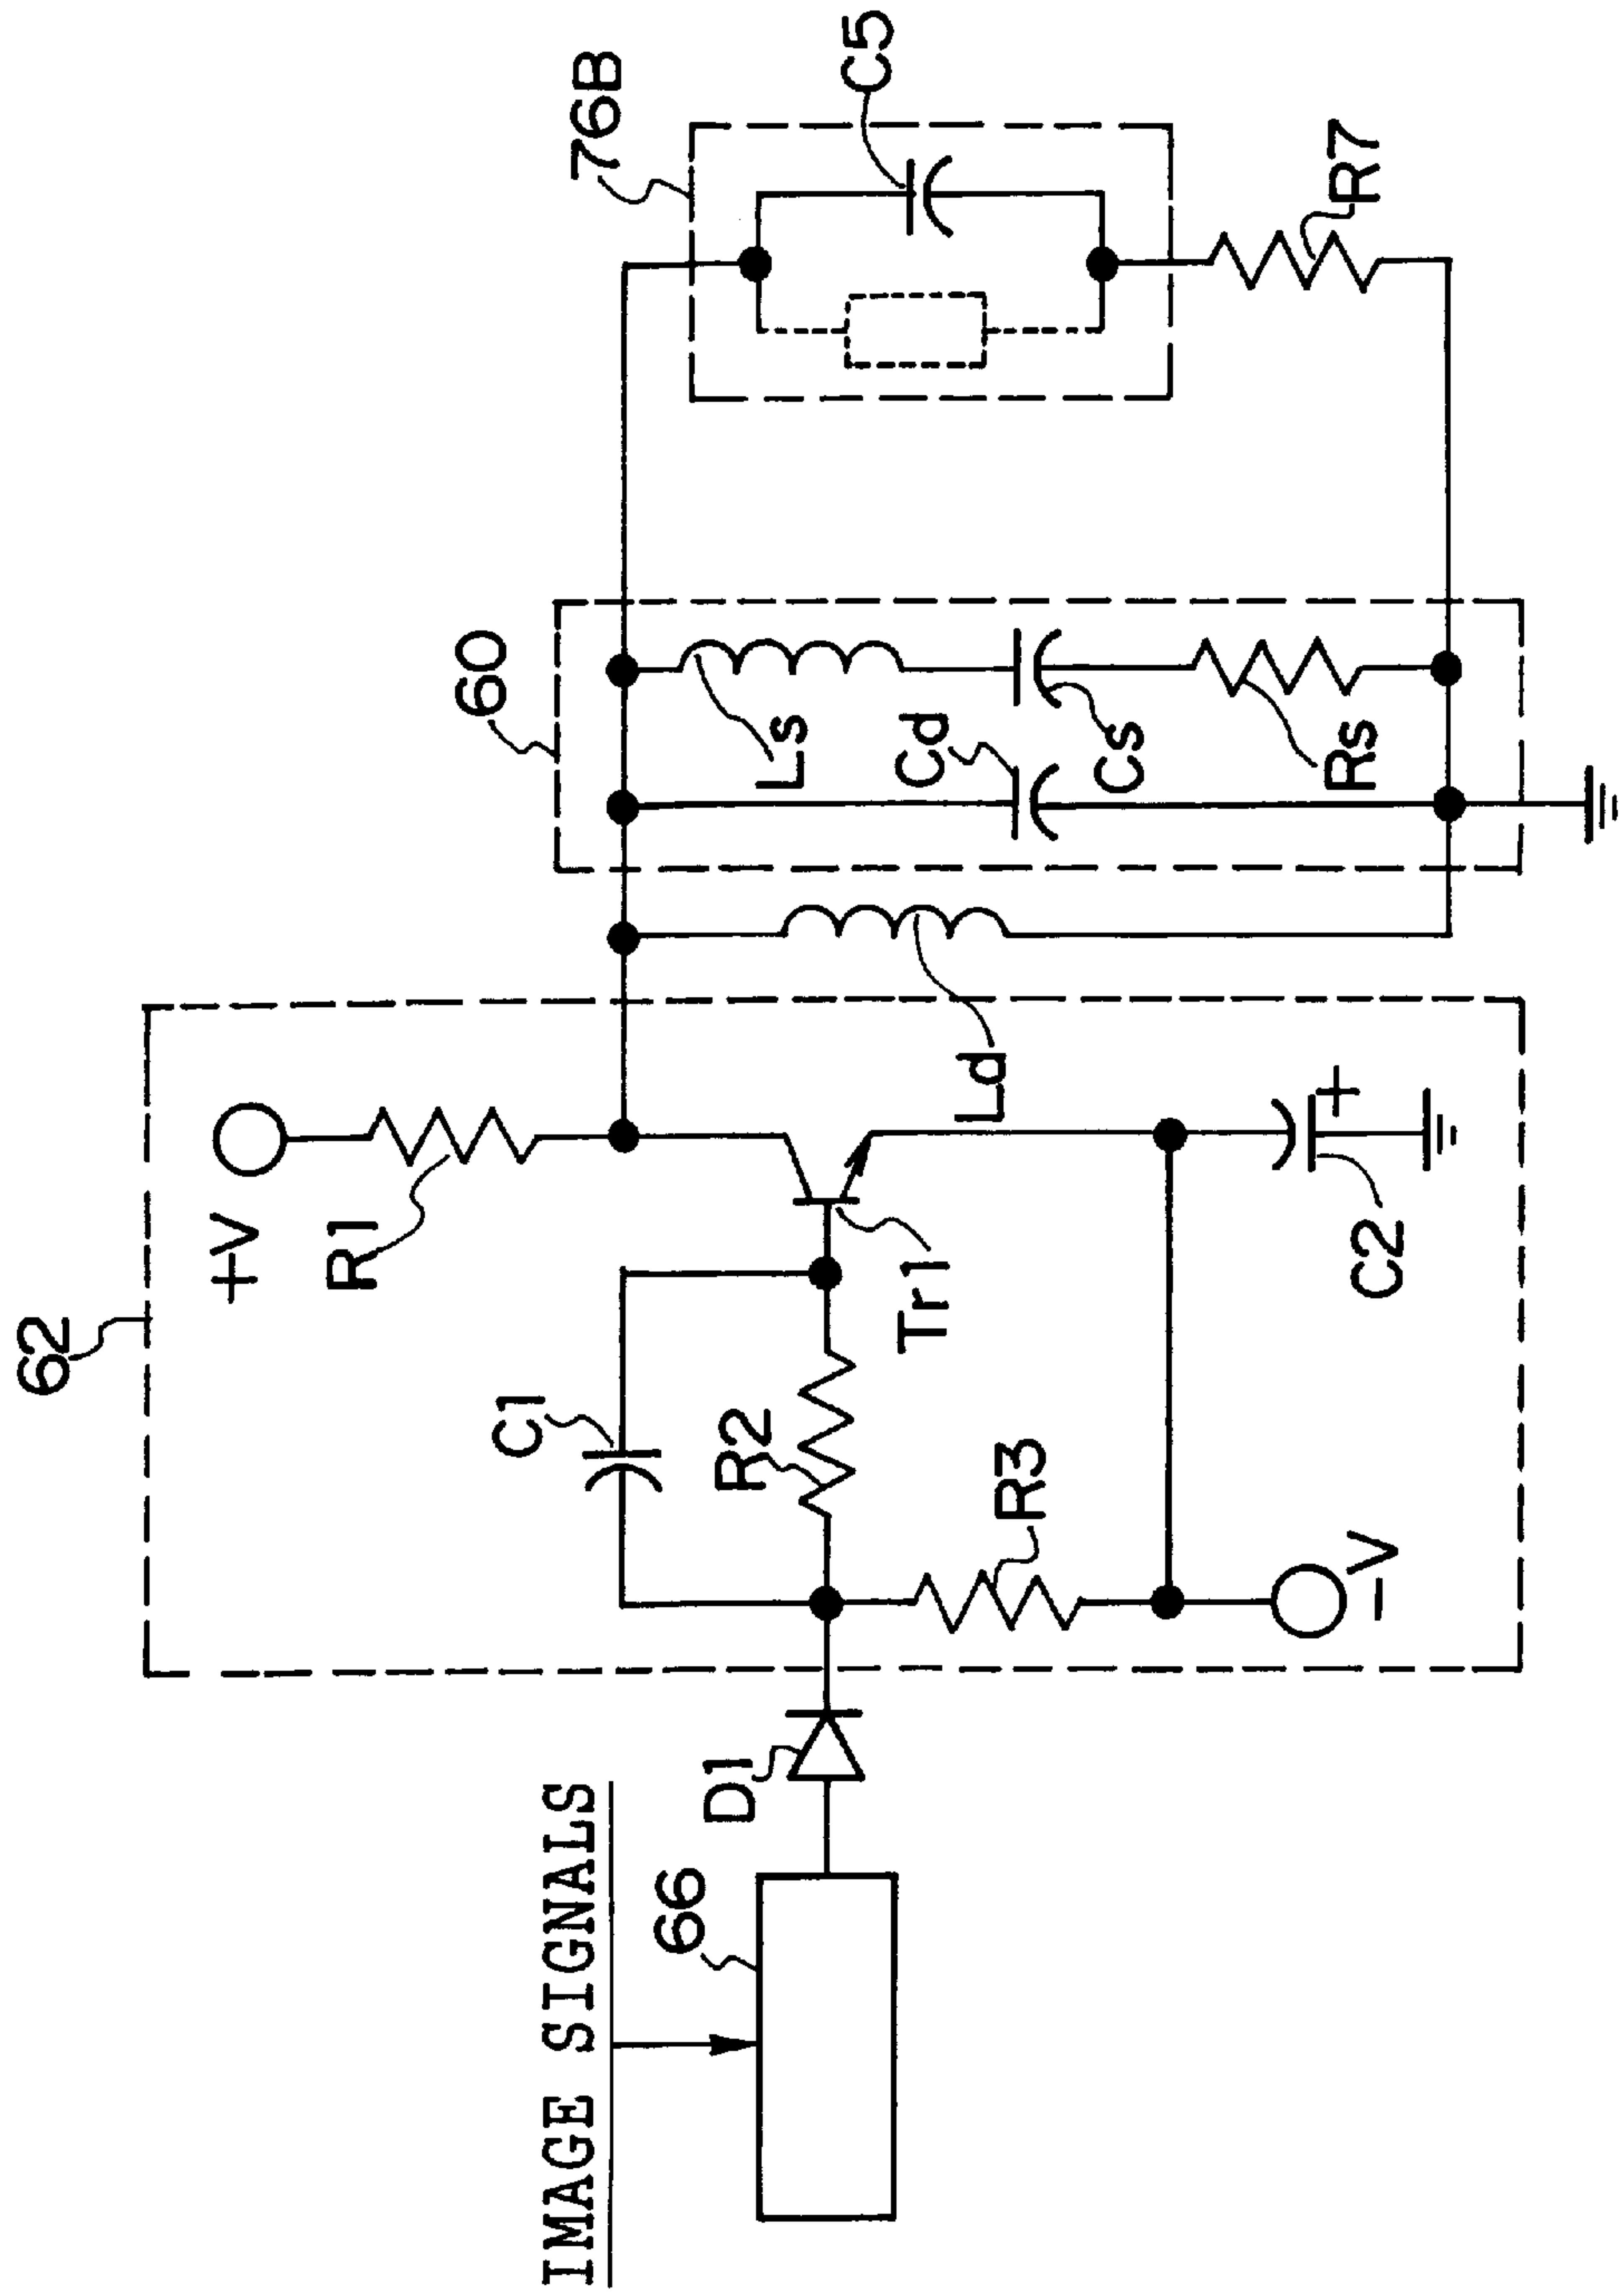 62
60
76B
C5
+V
R1
C1
R2
Tr1
Ld
Ls
Cd
Cs
Rs
R7
IMAGE SIGNALS
66
D1
R3
-V
C2
+